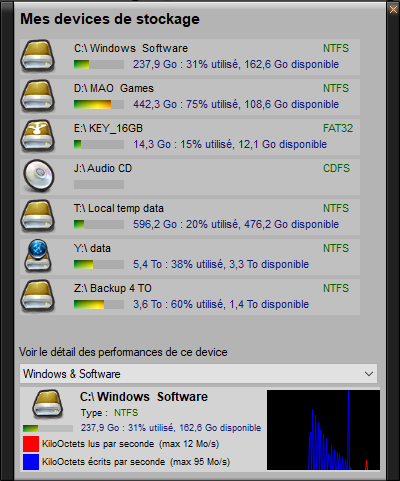 Mes devices de stockage
C:\ Windows  Software NTFS
237,9 Go : 31% utilisé, 162,6 Go disponible
D:\ MAO  Games NTFS
442,3 Go : 75% utilisé, 108,6 Go disponible
E:\ KEY_16GB FAT32
14,3 Go : 15% utilisé, 12,1 Go disponible
J:\ Audio CD CDFS
T:\ Local temp data NTFS
596,2 Go : 20% utilisé, 476,2 Go disponible
Y:\ data NTFS
5,4 To : 38% utilisé, 3,3 To disponible
Z:\ Backup 4 TO NTFS
3,6 To : 60% utilisé, 1,4 To disponible
Voir le détail des perfomances de ce device
Windows & Software
C:\ Windows  Software
Type : NTFS
237,9 Go : 31% utilisé, 162,6 Go disponible
KiloOctets lus par seconde (max 12 Mo/s)
KiloOctets écrits par seconde (max 95 Mo/s)